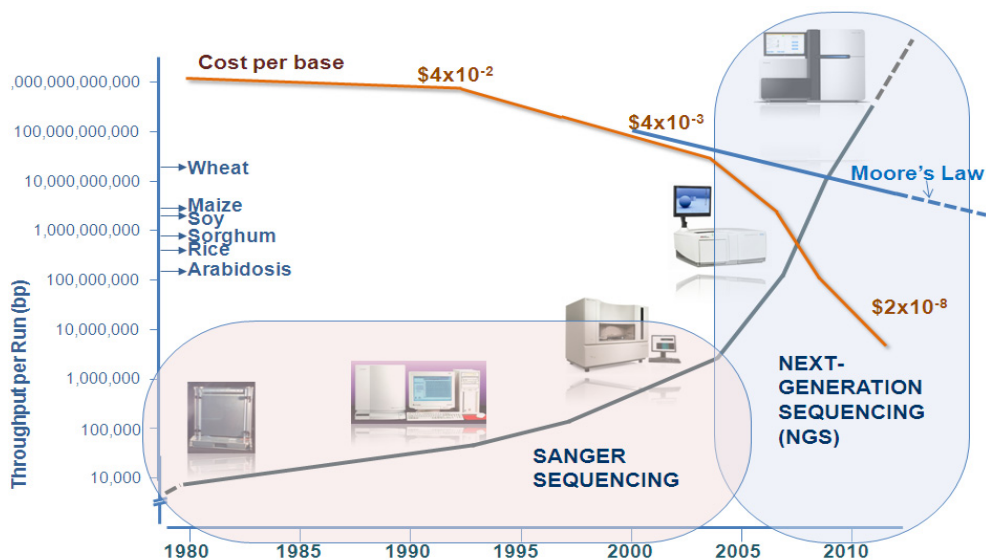 Cost per base
$4x10-2
$4x10-3
Moore's Law
$2x10-8
,000,000,000,000
100,000,000,000
10,000,000,000
1,000,000,000
100,000,000
10,000,000
1,000,000
100,000
10,000
Throughput per Run (bp)
Wheat
Maize
Soy
Sorghum
Rice
Arabidosis
SANGER
SEQUENCING
NEXT-
GENERATION
SEQUENCING
(NGS)
1980
1985
1990
1995
2000
2005
2010